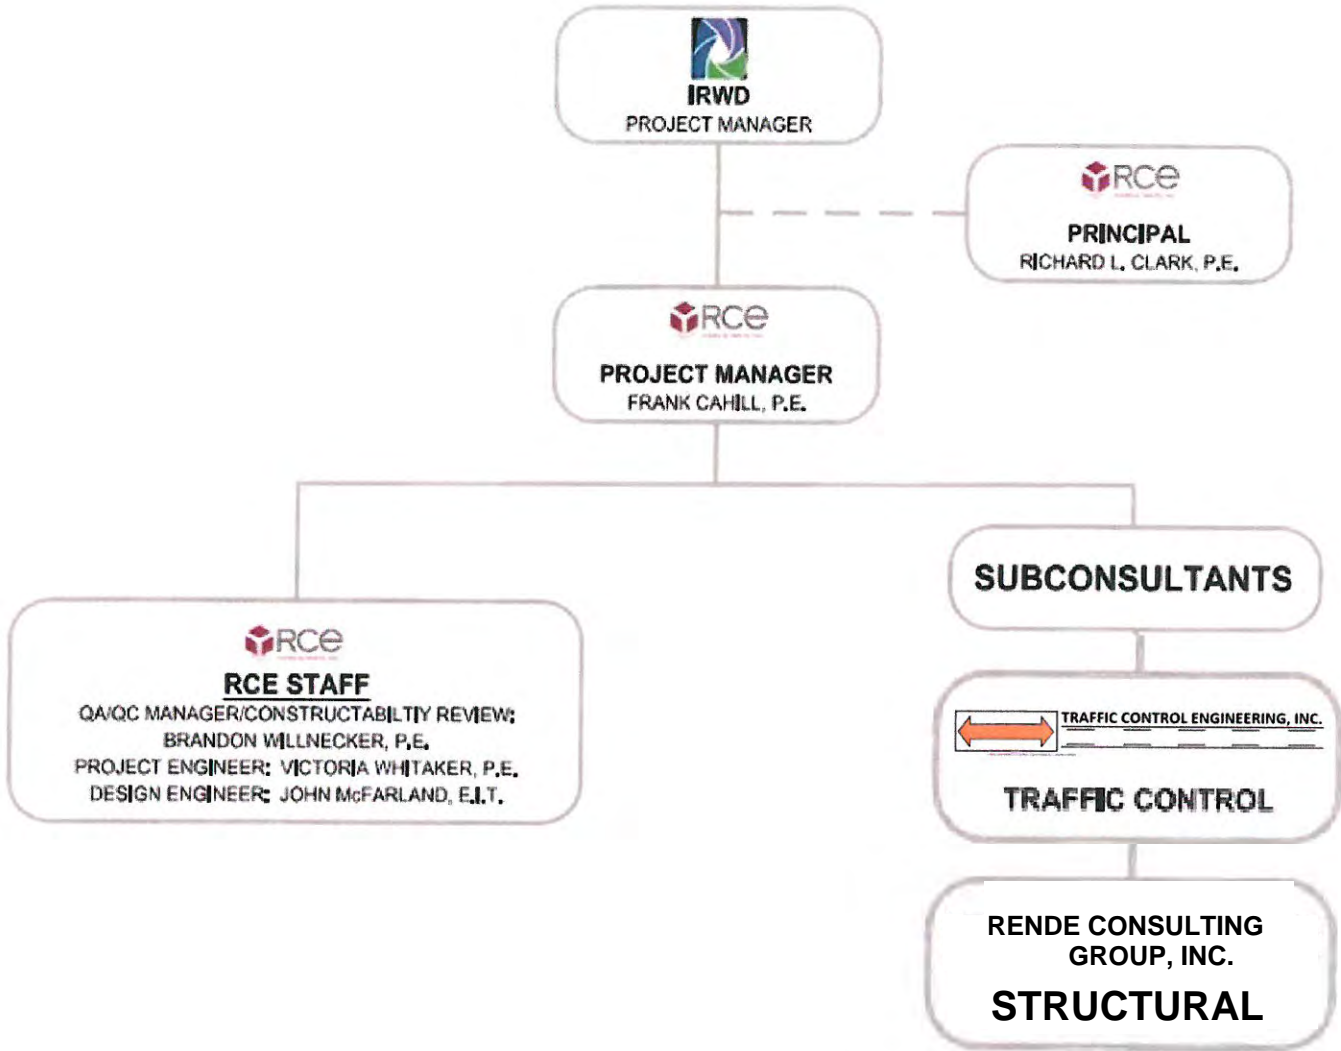 IRWD
PROJECT MANAGER
RCE
PRINCIPAL
RICHARD L. CLARK, P.E.
RCE
PROJECT MANAGER
FRANK CAHILL, P.E.
RCE
RCE STAFF
QA/QC MANAGER/CONSTRUCTABILTIY REVIEW:
BRANDON WILLNECKER, P.E.
PROJECT ENGINEER: VICTORIA WHITAKER, P.E.
DESIGN ENGINEER: JOHN McFARLAND, E.I.T.
SUBCONSULTANTS
TRAFFIC CONTROL ENGINEERING, INC.
TRAFFIC CONTROL
RENDE CONSULTING
GROUP, INC.
STRUCTURAL